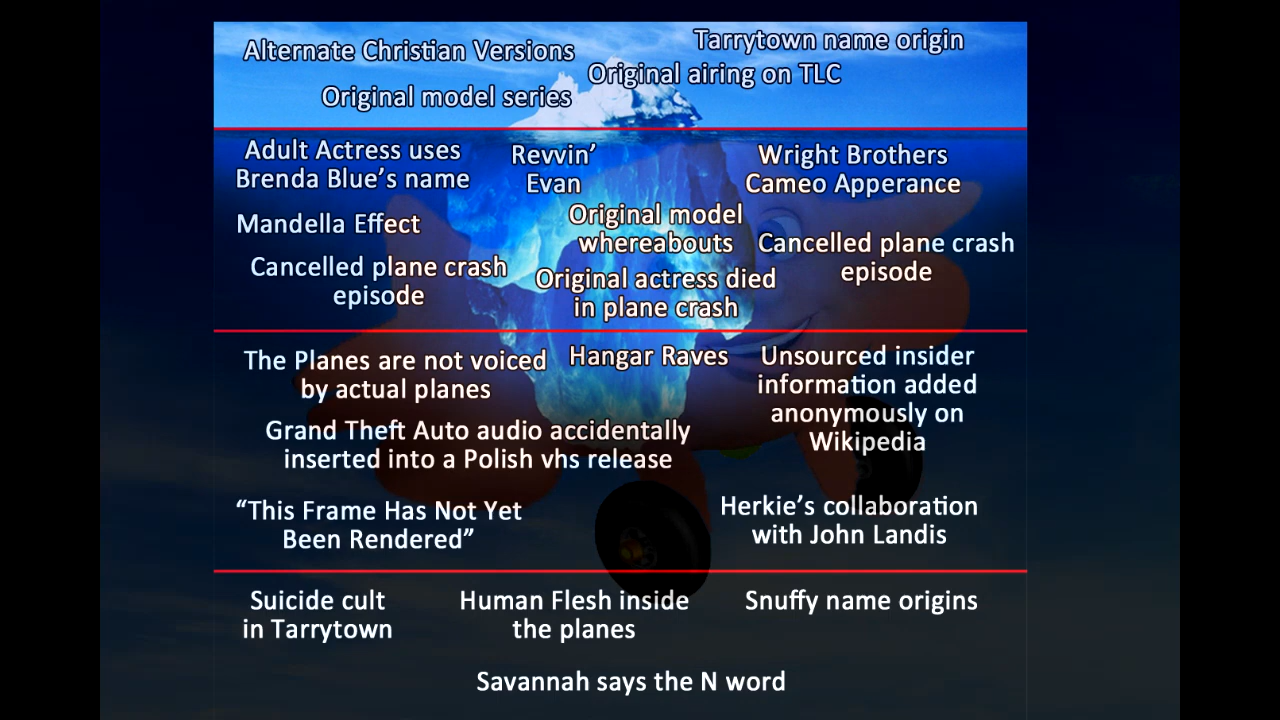 Alternate Christian Versions
Tarrytown name origin
Original airing on TLC
Original model series
Adult Actress uses
Brenda Blue's name
Revvin'
Evan
Wright Brothers
Cameo Apperance
Mandella Effect
Original model
whereabouts
Cancelled plane crash
episode
Cancelled plane crash
episode
Original actress died
in plane crash
The Planes are not voiced
by actual planes
Hangar Raves
Unsourced insider
information added
anonymously on
Wikipedia
Grand Theft Auto audio accidentally
inserted into a Polish vhs release
“This Frame Has Not Yet
Been Rendered”
Herkie's collaboration
with John Landis
Suicide cult
in Tarrytown
Human Flesh inside
the planes
Snuffy name origins
Savannah says the N word